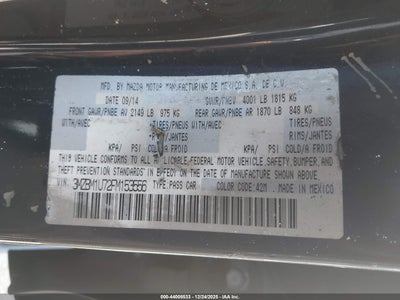 MFD. BY MAZDA MOTOR MANUFACTURING DE MEXICO S.A. DE C.V.
DATE 09/14 GVWR/PNBV 4001 LB 1815 KG
FRONT GAWR/PNBE AV 2149 LB 975 KG REAR GAWR/PNBE AR 1870 LB 848 KG
WITH/AVEC TIRES/PNEUS WITH/AVEC TIRES/PNEUS
RIMS/JANTES RIMS/JANTES
KPA/ PSI COLD/A FROID KPA/ PSI COLD/A FROID
THIS VEHICLE CONFORMS TO ALL APPLICABLE FEDERAL MOTOR VEHICLE SAFETY, BUMPER, AND
THEFT PREVENTION STANDARDS IN EFFECT ON THE DATE OF MANUFACTURE SHOWN ABOVE.
3MZBM1U72FM153656 TYPE:PASS CAR COLOR CODE:42M MADE IN MEXICO
000-44008533 - 12/24/2025 - IAA Inc.